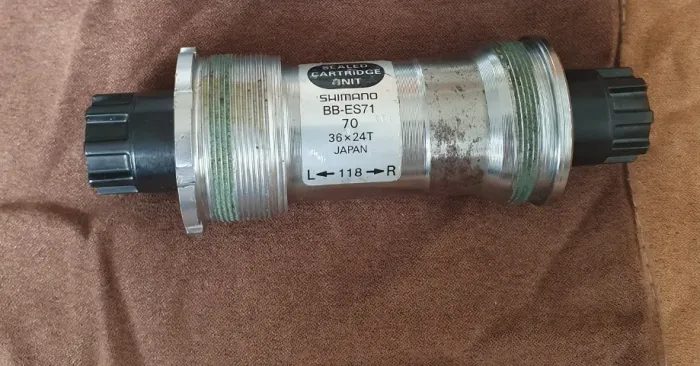 SEALED
CARTRIDGE
UNIT
SHIMANO
BB-ES71
70
36×24T
JAPAN
L←118→R